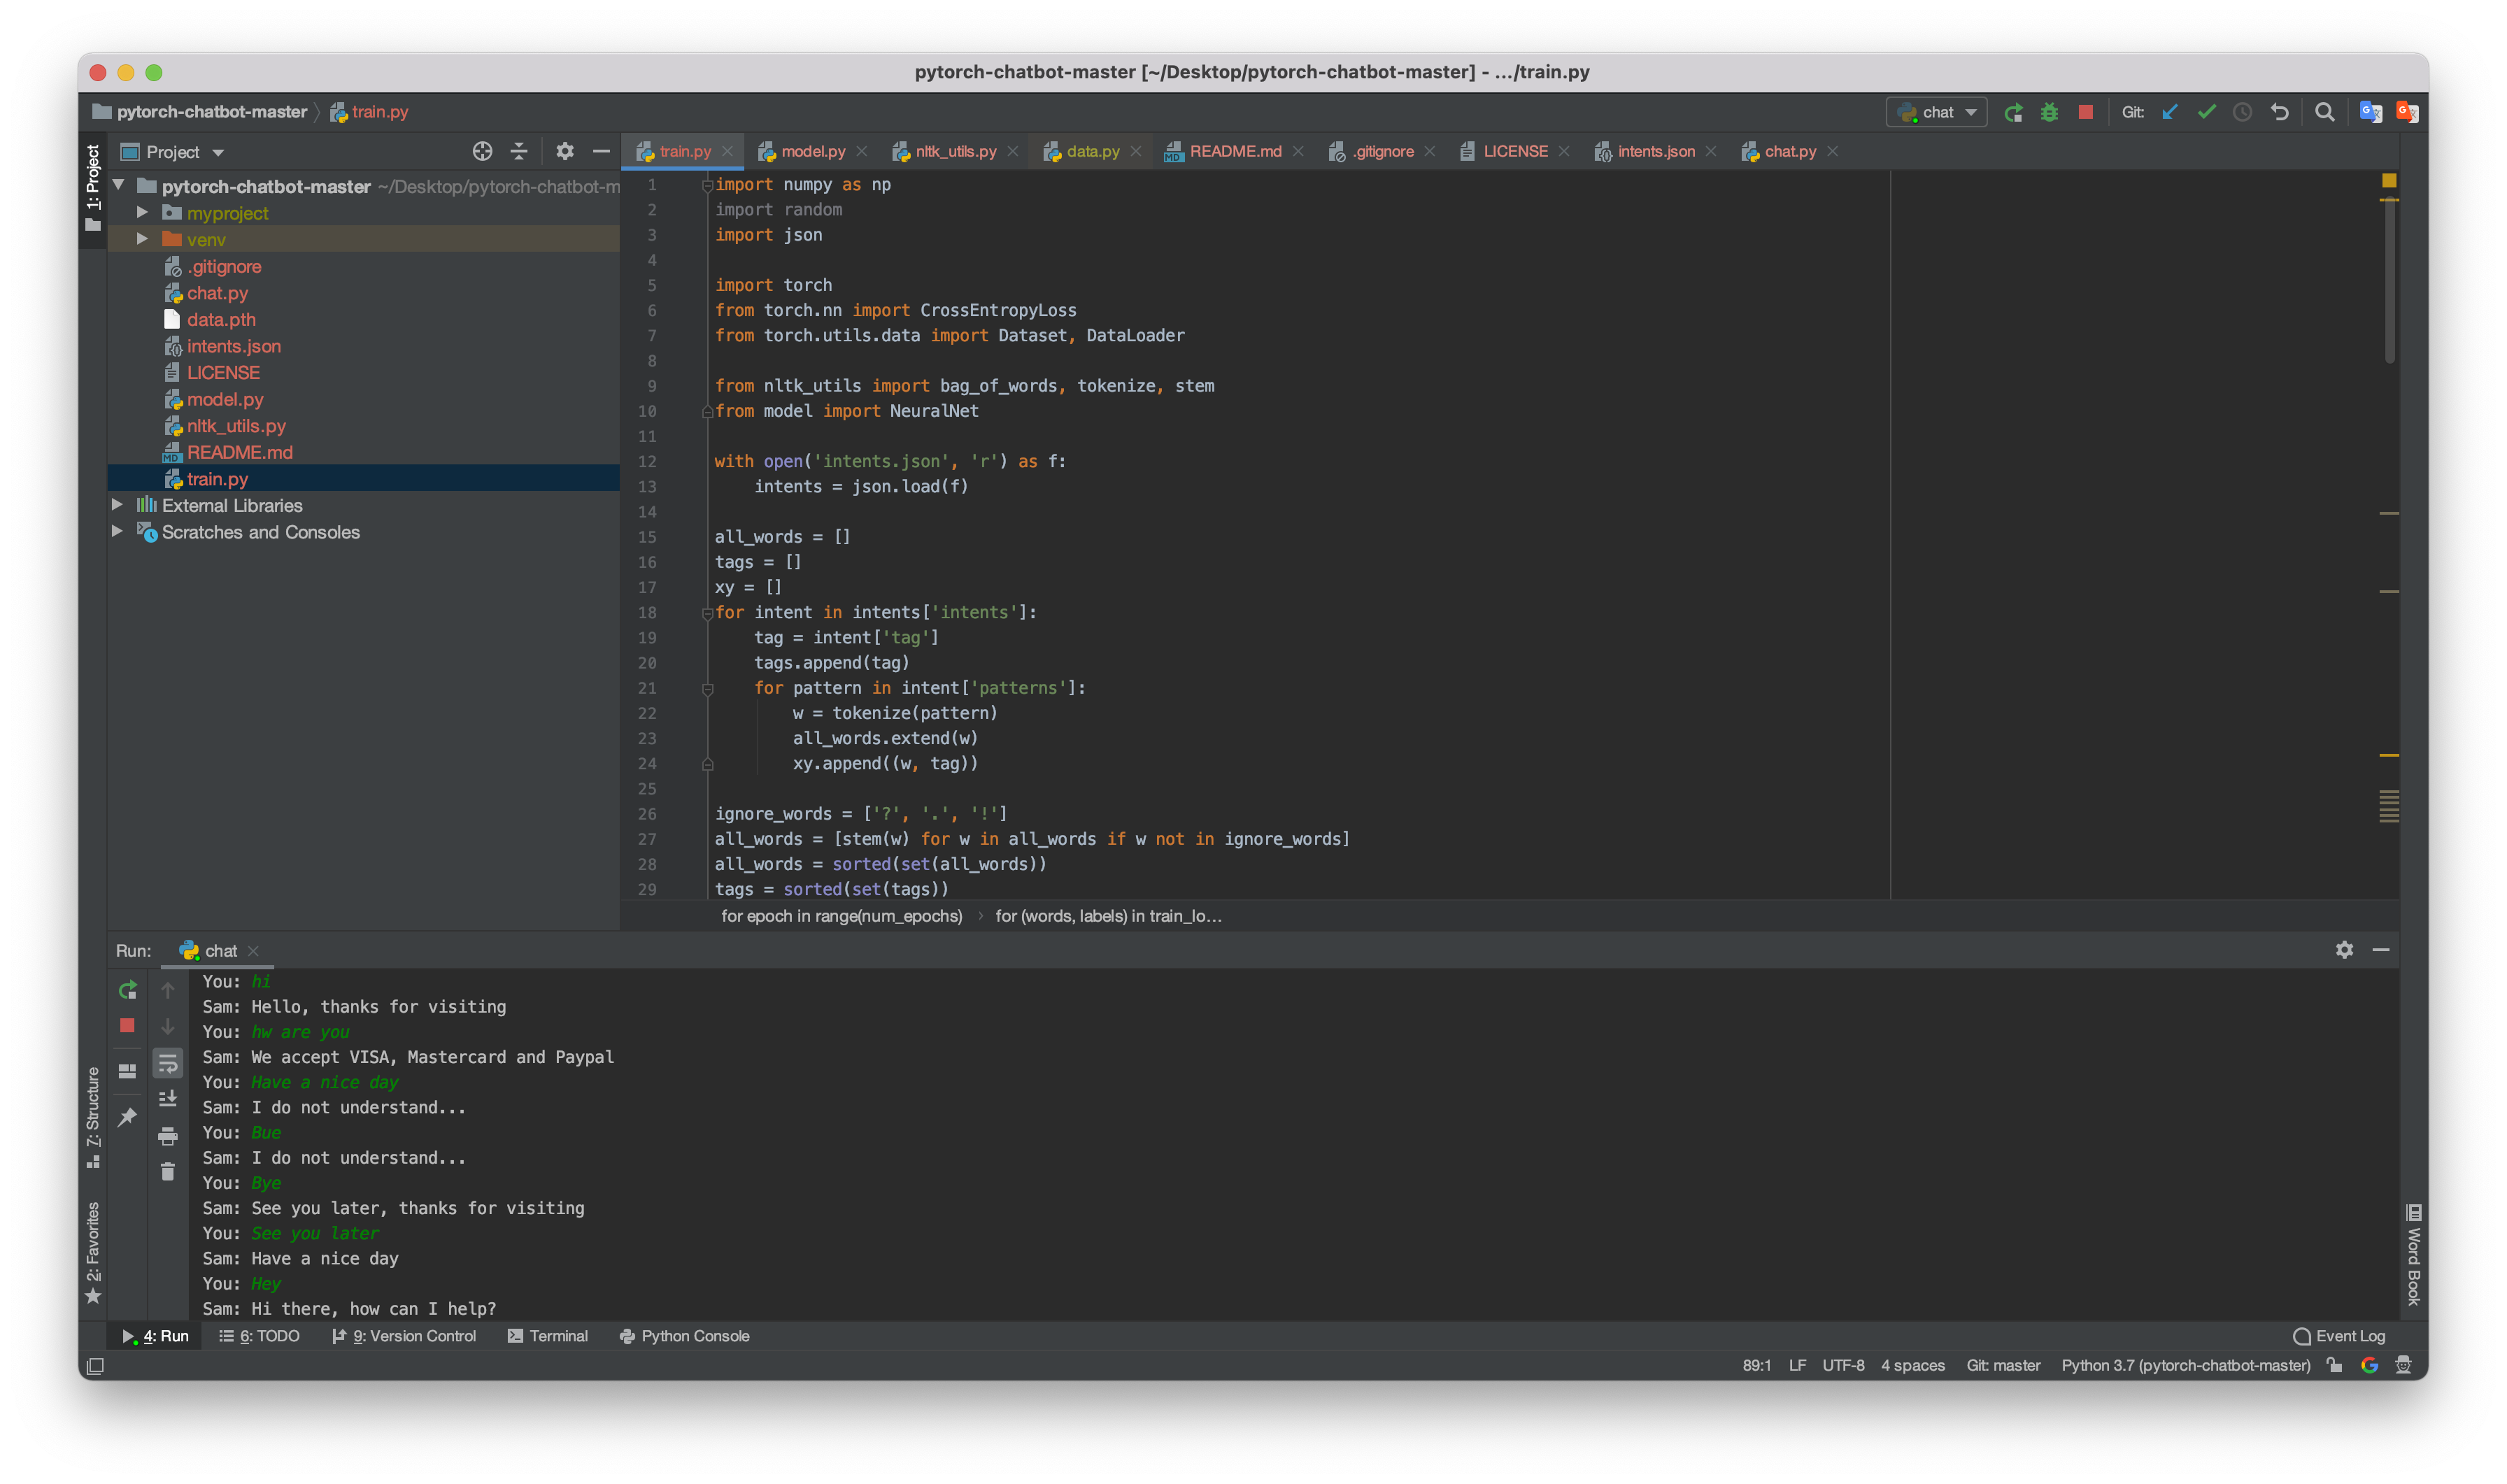 pytorch-chatbot-master [~/Desktop/pytorch-chatbot-master] - .../train.py
pytorch-chatbot-master
train.py
chat
Git:
1: Project
Project
train.py
model.py
nltk_utils.py
data.py
README.md
.gitignore
LICENSE
intents.json
chat.py
pytorch-chatbot-master ~/Desktop/pytorch-chatbot-m
myproject
venv
.gitignore
chat.py
data.pth
intents.json
LICENSE
model.py
nltk_utils.py
README.md
train.py
External Libraries
Scratches and Consoles
1 import numpy as np
2 import random
3 import json
4
5 import torch
6 from torch.nn import CrossEntropyLoss
7 from torch.utils.data import Dataset, DataLoader
8
9 from nltk_utils import bag_of_words, tokenize, stem
10 from model import NeuralNet
11
12 with open('intents.json', 'r') as f:
13     intents = json.load(f)
14
15 all_words = []
16 tags = []
17 xy = []
18 for intent in intents['intents']:
19     tag = intent['tag']
20     tags.append(tag)
21     for pattern in intent['patterns']:
22         w = tokenize(pattern)
23         all_words.extend(w)
24         xy.append((w, tag))
25
26 ignore_words = ['?', '.', '!']
27 all_words = [stem(w) for w in all_words if w not in ignore_words]
28 all_words = sorted(set(all_words))
29 tags = sorted(set(tags))
for epoch in range(num_epochs) › for (words, labels) in train_lo...
Run:
chat
You: hi
Sam: Hello, thanks for visiting
You: hw are you
Sam: We accept VISA, Mastercard and Paypal
You: Have a nice day
Sam: I do not understand...
You: Bue
Sam: I do not understand...
You: Bye
Sam: See you later, thanks for visiting
You: See you later
Sam: Have a nice day
You: Hey
Sam: Hi there, how can I help?
7: Structure
2: Favorites
Word Book
4: Run
6: TODO
9: Version Control
Terminal
Python Console
Event Log
89:1
LF
UTF-8
4 spaces
Git: master
Python 3.7 (pytorch-chatbot-master)